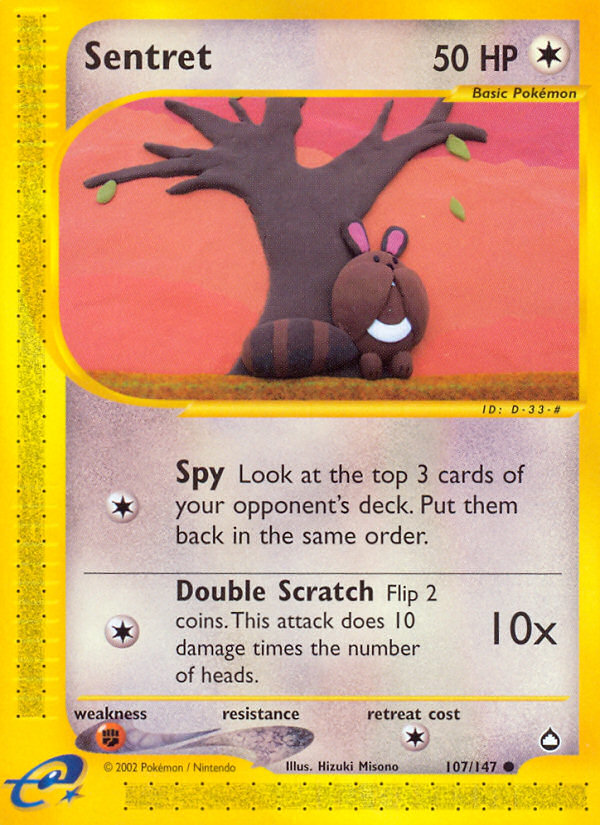 Sentret
50 HP
Basic Pokémon
ID: D-33-#
Spy Look at the top 3 cards of
your opponent's deck. Put them
back in the same order.
Double Scratch Flip 2
coins. This attack does 10
damage times the number
of heads.
10x
weakness
resistance
retreat cost
© 2002 Pokémon / Nintendo
Illus. Hizuki Misono
107/147
e